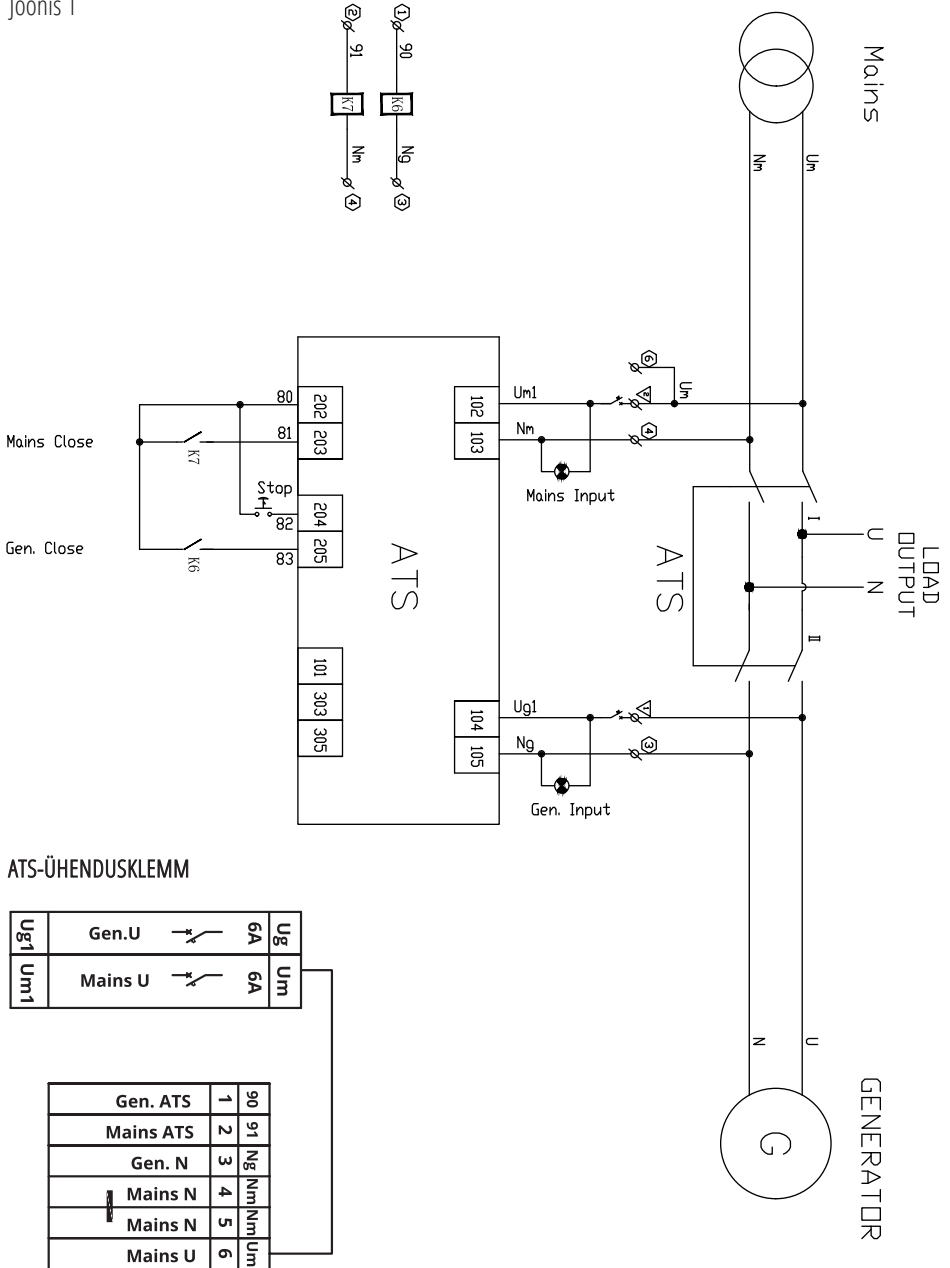 Joonis 1
② 91 K7 Nm ④
① 90 K6 Ng ③
Mains
Nm Um
⑥
Um
Um1 2
Nm ④
102
103
Mains Input
80 202
81 203
Mains Close
K7
Stop
82 204
83 205
Gen. Close
K6
ATS
ATS
I
U
N
LOAD OUTPUT
II
101
303
305
104
105
Ug1 1
Ng ③
Gen. Input
N U
G
GENERATOR
ATS-ÜHENDUSKLEMM
Ug1 Gen.U 6A Ug
Um1 Mains U 6A Um
Gen. ATS 1 90
Mains ATS 2 91
Gen. N 3 Ng
Mains N 4 Nm
Mains N 5 Nm
Mains U 6 Um